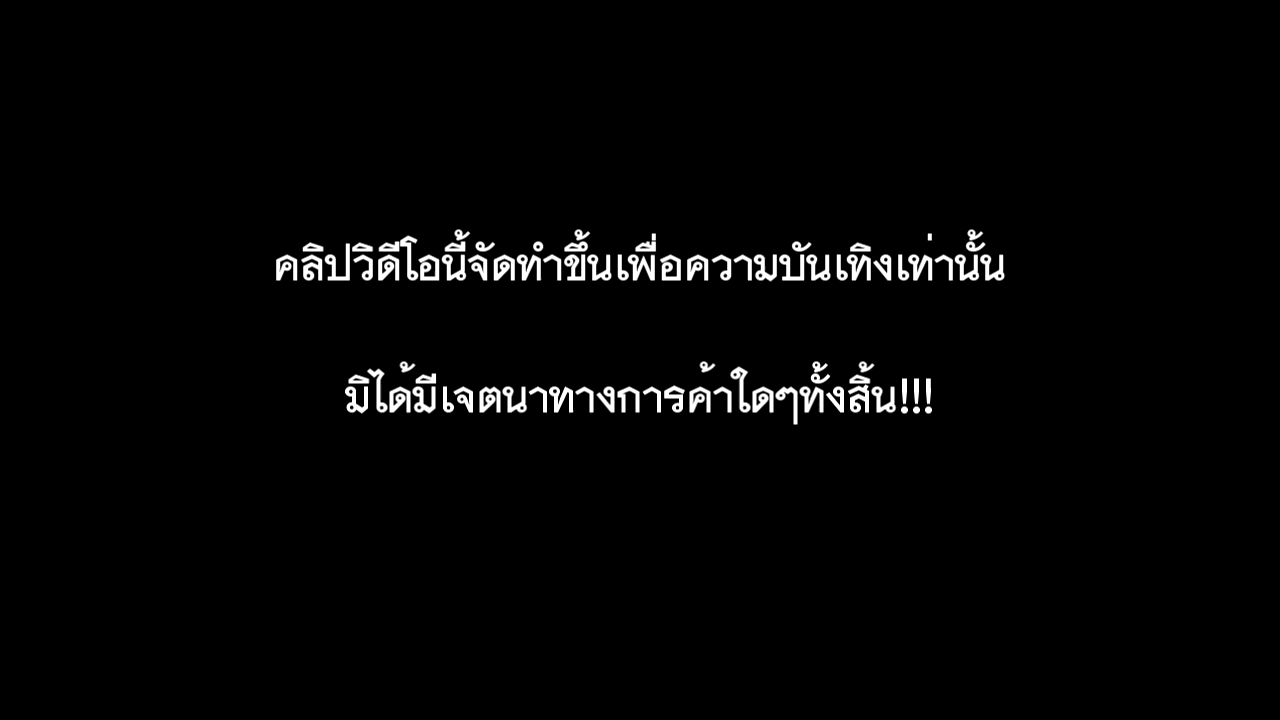 คลิปวิดีโอนี้จัดทำขึ้นเพื่อความบันเทิงเท่านั้น
มิได้มีเจตนาทางการค้าใดๆทั้งสิ้น!!!